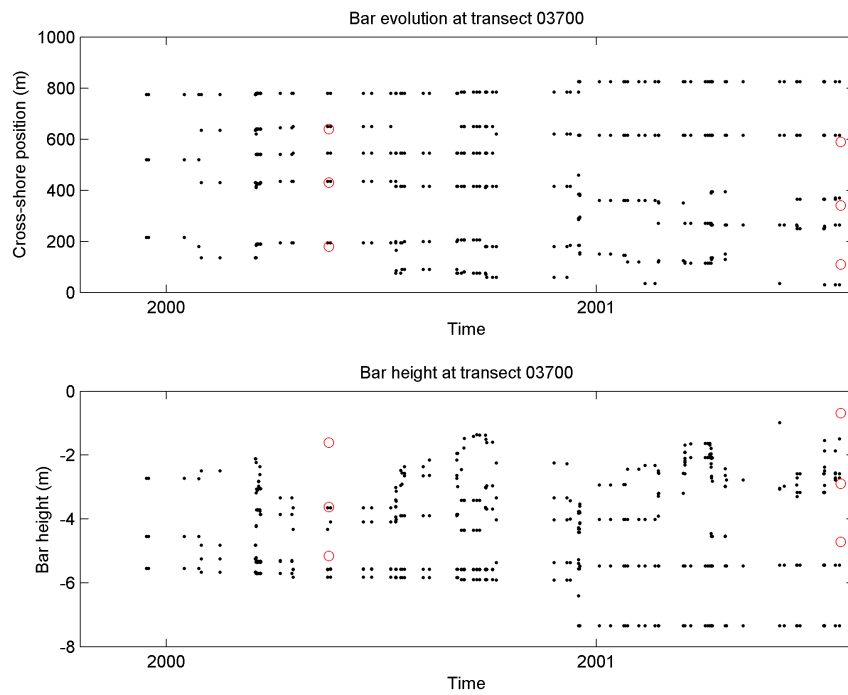 Bar evolution at transect 03700
1000
800
600
400
200
0
Cross-shore position (m)
2000
2001
Time
Bar height at transect 03700
0
-2
-4
-6
-8
Bar height (m)
2000
2001
Time